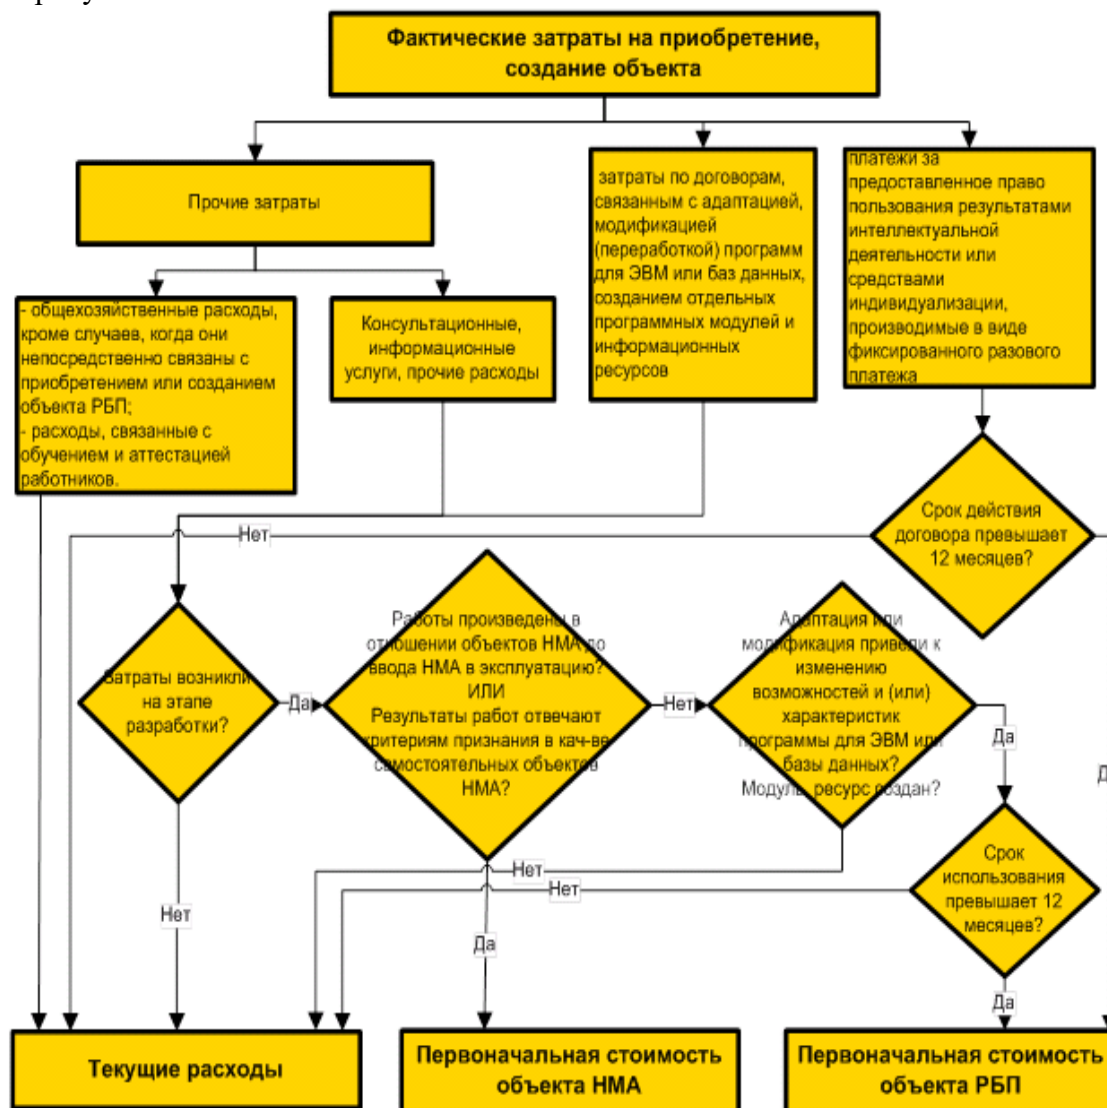 Фактические затраты на приобретение,
создание объекта
Прочие затраты
затраты по договорам,
связанным с адаптацией,
модификацией
(переработкой) программ
для ЭВМ или баз данных,
созданием отдельных
программных модулей и
информационных
ресурсов
платежи за
предоставленное право
пользования результатами
интеллектуальной
деятельности или
средствами
индивидуализации,
производимые в виде
фиксированного разового
платежа
- общехозяйственные расходы,
кроме случаев, когда они
непосредственно связаны с
приобретением или созданием
объекта РБП;
- расходы, связанные с
обучением и аттестацией
работников.
Консультационные,
информационные
услуги, прочие расходы
Срок действия
договора превышает
12 месяцев?
Нет
Затраты возникли
на этапе
разработки?
Да
Работы произведены в
отношении объектов НМА до
ввода НМА в эксплуатацию?
ИЛИ
Результаты работ отвечают
критериям признания в кач-ве
самостоятельных объектов
НМА?
Нет
Адаптация или
модификация привели к
изменению
возможностей и (или)
характеристик
программы для ЭВМ или
базы данных?
Модуль, ресурс создан?
Да
Срок
использования
превышает 12
месяцев?
Нет
Нет
Нет
Да
Да
Текущие расходы
Первоначальная стоимость
объекта НМА
Первоначальная стоимость
объекта РБП